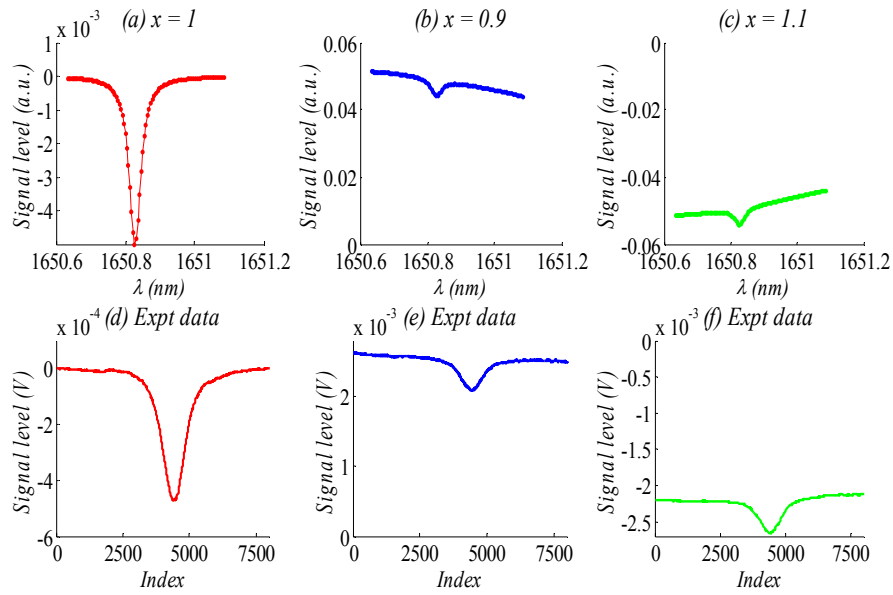 (a) x = 1
x 10⁻³
1
0
-1
-2
-3
-4
-5
Signal level (a.u.)
1650.6 1650.8 1651 1651.2
λ (nm)
(b) x = 0.9
0.06
0.04
0.02
0
Signal level (a.u.)
1650.6 1650.8 1651 1651.2
λ (nm)
(c) x = 1.1
0
-0.02
-0.04
-0.06
Signal level (a.u.)
1650.6 1650.8 1651 1651.2
λ (nm)
x 10⁻⁴ (d) Expt data
0
-2
-4
-6
Signal level (V)
0 2500 5000 7500
Index
x 10⁻³ (e) Expt data
2
1
0
Signal level (V)
0 2500 5000 7500
Index
x 10⁻³ (f) Expt data
0
-0.5
-1
-1.5
-2
-2.5
Signal level (V)
0 2500 5000 7500
Index